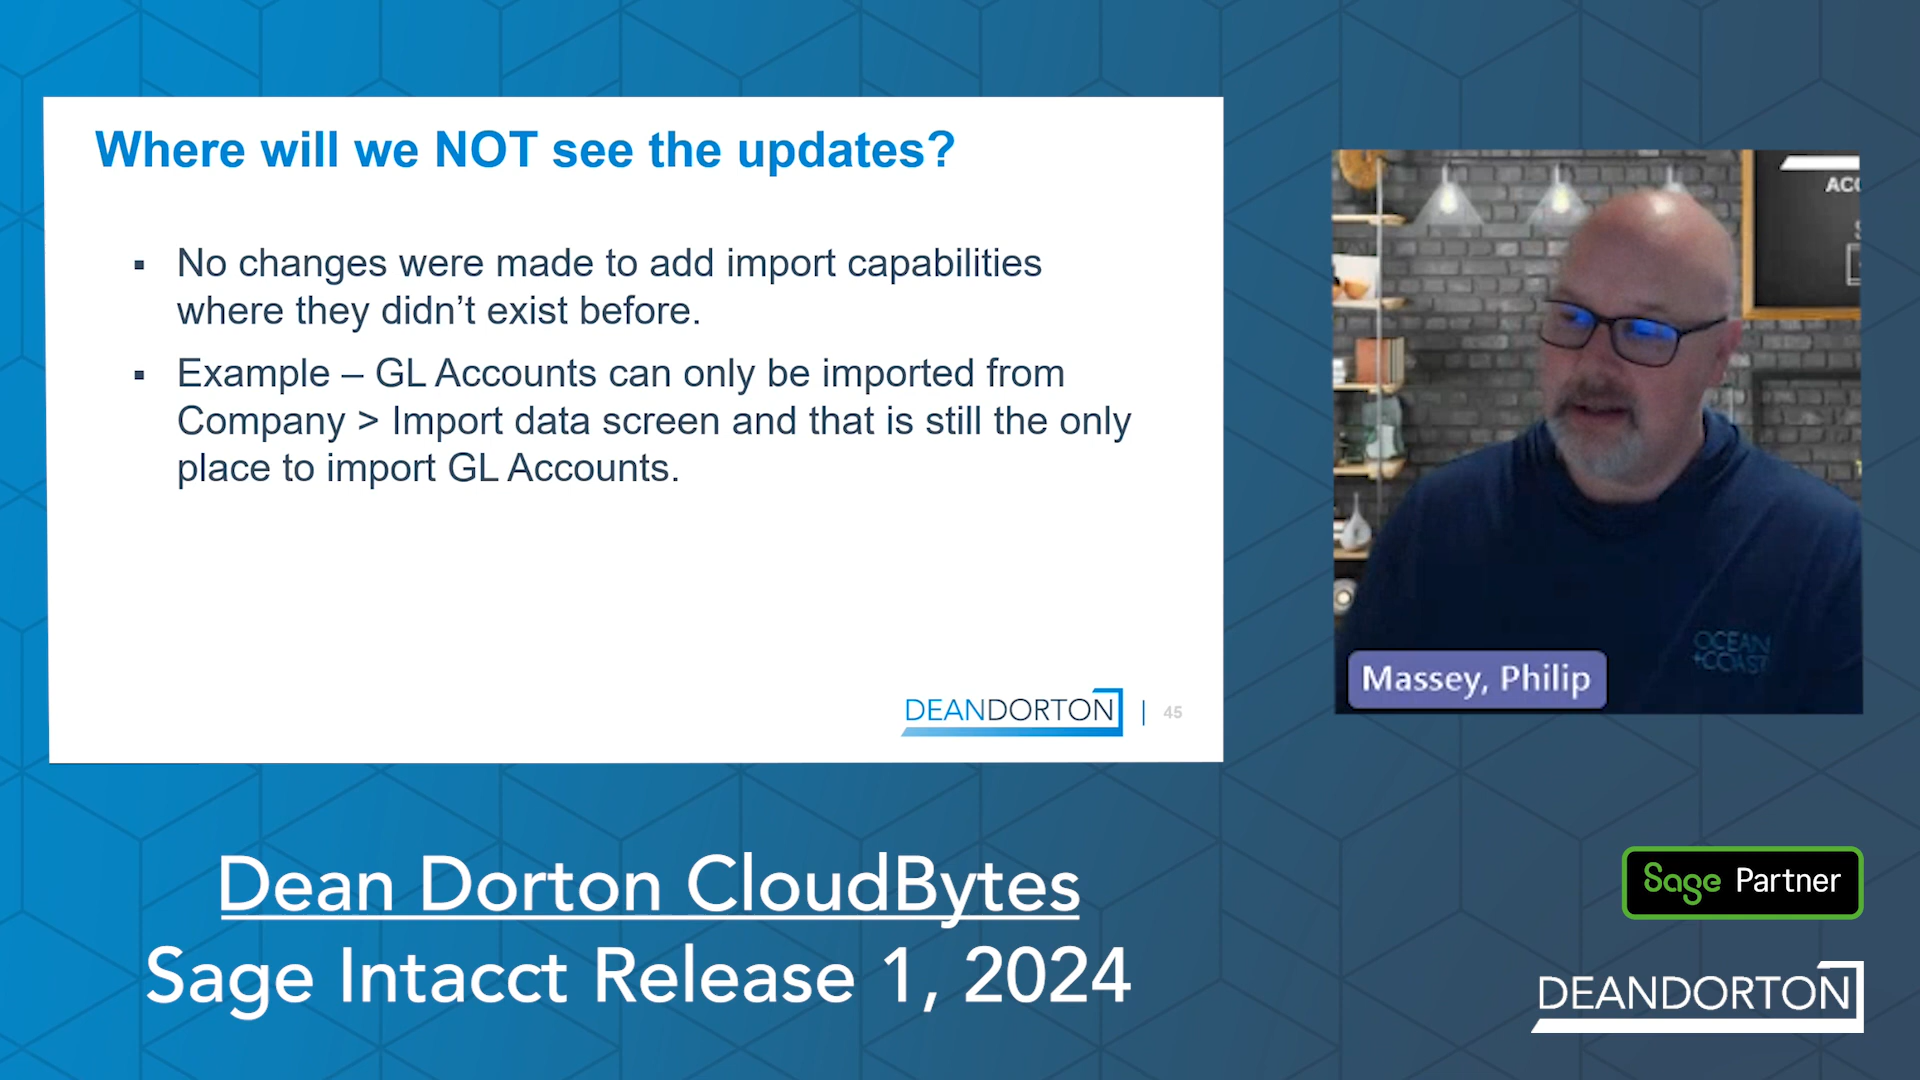 Where will we NOT see the updates?
▪ No changes were made to add import capabilities
where they didn’t exist before.
▪ Example – GL Accounts can only be imported from
Company > Import data screen and that is still the only
place to import GL Accounts.
DEANDORTON | 45
OCEAN
+COAST
Massey, Philip
Dean Dorton CloudBytes
Sage Intacct Release 1, 2024
Sage Partner
DEANDORTON